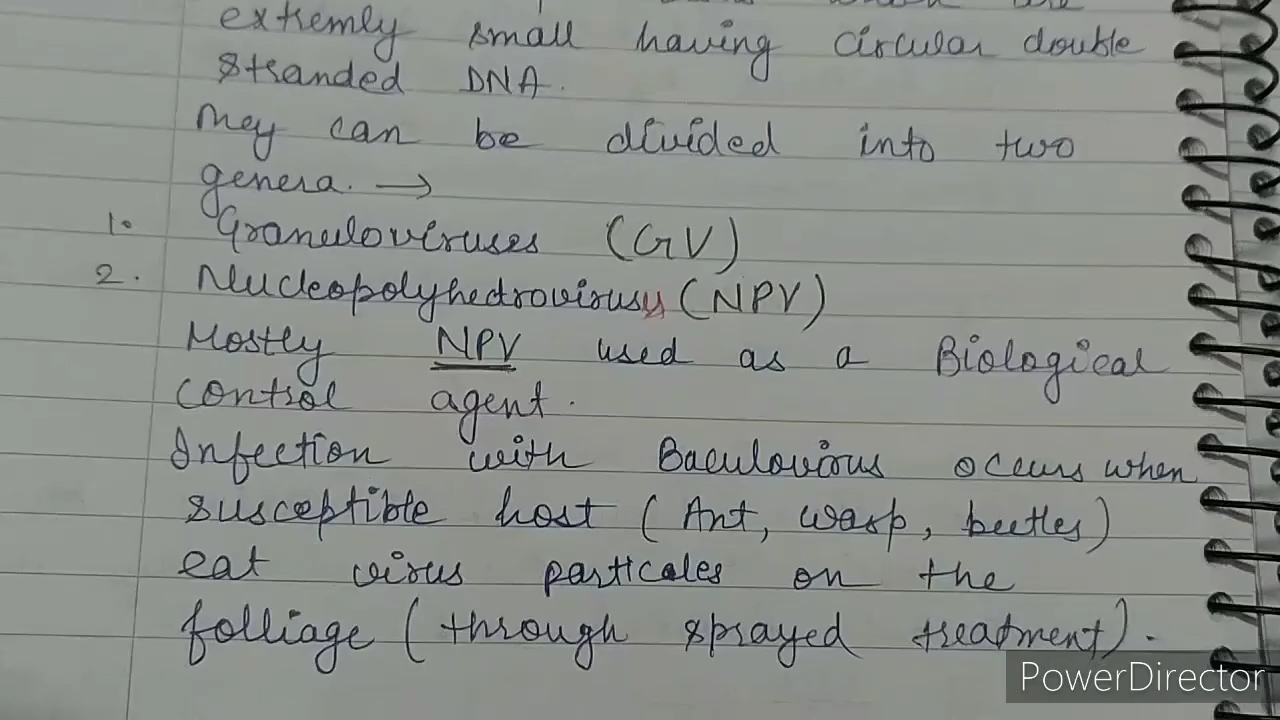 extremly small having circular double
stranded DNA.
They can be divided into two
genera. →
1. Granuloviruses (GV)
2. Nucleopolyhedrovirus (NPV)
Mostly NPV used as a Biological
control agent.
Infection with Baculovirus occurs when
susceptible host (Ant, wasp, beetles)
eat virus particales on the
folliage (through sprayed treatment).
PowerDirector